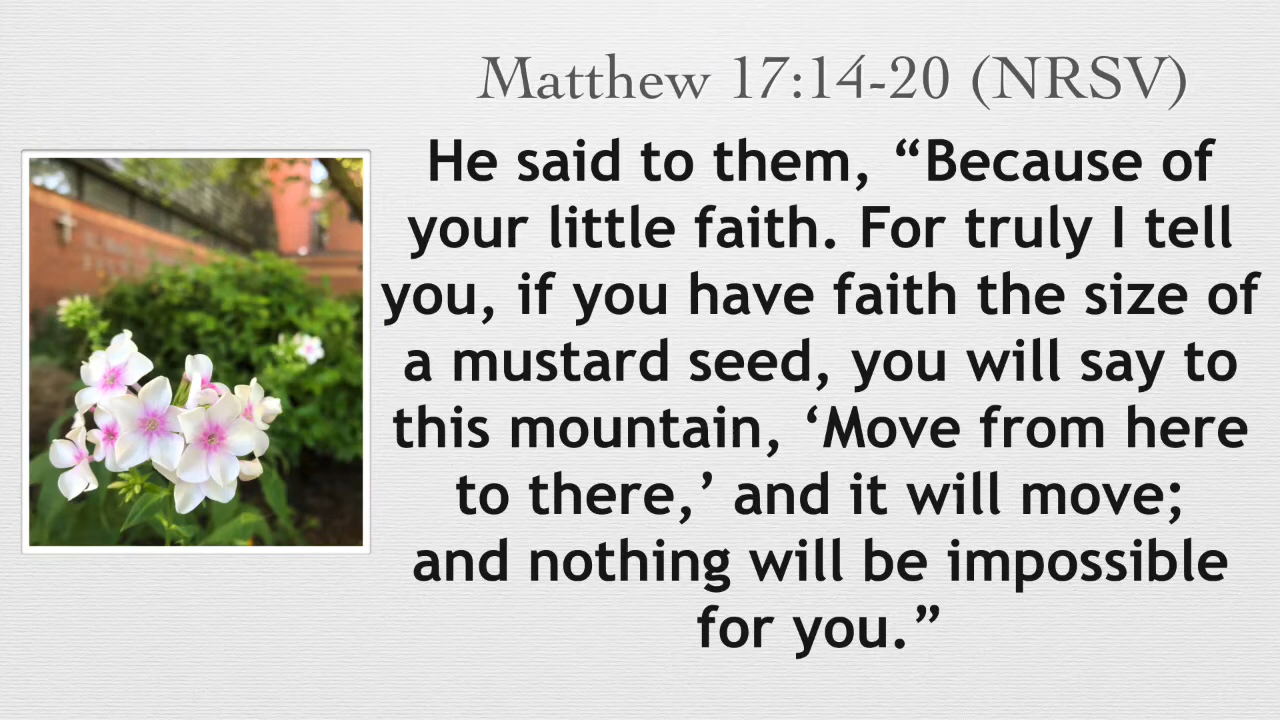 Matthew 17:14-20 (NRSV)
He said to them, “Because of
your little faith. For truly I tell
you, if you have faith the size of
a mustard seed, you will say to
this mountain, ‘Move from here
to there,’ and it will move;
and nothing will be impossible
for you.”